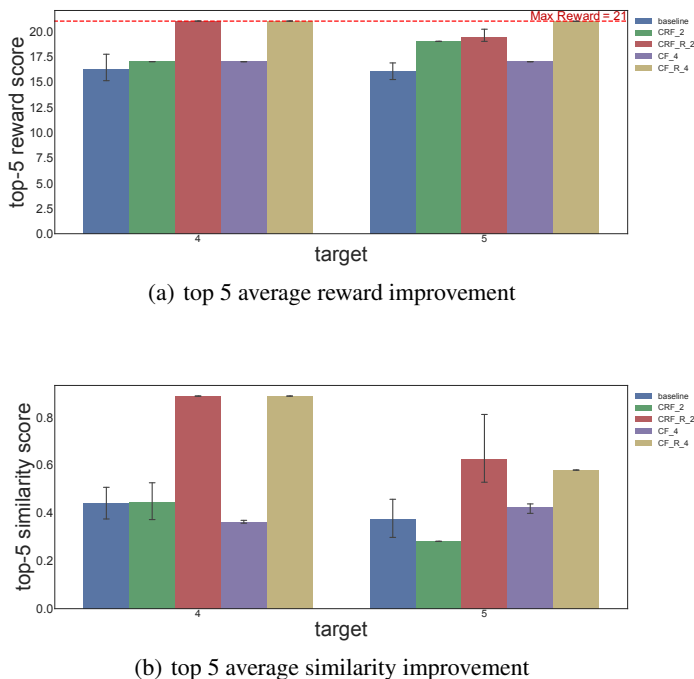 Max Reward = 21
baseline
CRF_2
CRF_R_2
CF_4
CF_R_4
20.0
17.5
15.0
12.5
10.0
7.5
5.0
2.5
0.0
top-5 reward score
4
5
target
(a) top 5 average reward improvement
baseline
CRF_2
CRF_R_2
CF_4
CF_R_4
0.8
0.6
0.4
0.2
0.0
top-5 similarity score
4
5
target
(b) top 5 average similarity improvement